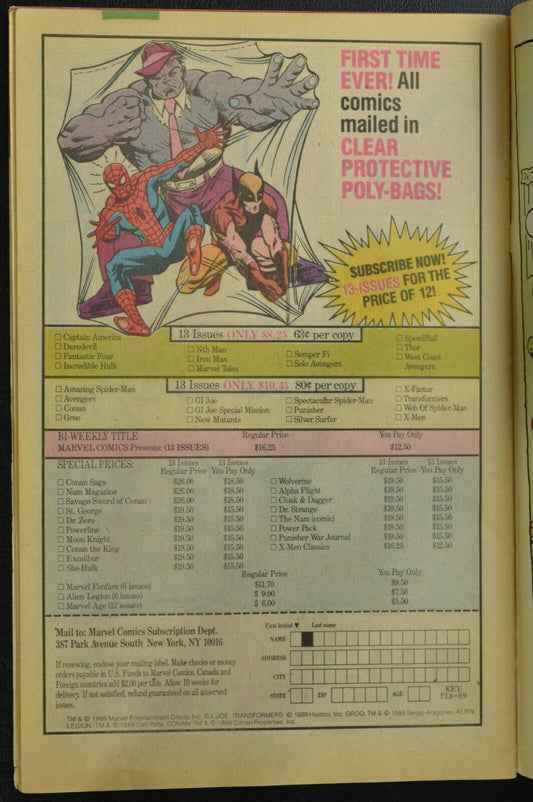 FIRST TIME
EVER! All
comics
mailed in
CLEAR
PROTECTIVE
POLY-BAGS!
SUBSCRIBE NOW!
13-ISSUES FOR THE
PRICE OF 12!
13 Issues ONLY $8.25 63¢ per copy
Captain America
Daredevil
Fantastic Four
Incredible Hulk
Nth Man
Iron Man
Marvel Tales
Semper Fi
Solo Avengers
SpeedBall
Thor
West Coast
Avengers
13 Issues ONLY $10.45 80¢ per copy
Amazing Spider-Man
Avengers
Conan
Groo
GI Joe
GI Joe Special Mission
New Mutants
Spectacular Spider-Man
Punisher
Silver Surfer
X-Factor
Transformers
Web Of Spider-Man
X-Men
BI-WEEKLY TITLE Regular Price You Pay Only
MARVEL COMICS Presents: (13 ISSUES) $16.25 $12.50
SPECIAL PRICES: 13 Issues 13 Issues
Regular Price You Pay Only
Conan Saga $26.00 $18.50
Nam Magazine $26.00 $18.50
Savage Sword of Conan $26.00 $18.50
St. George $19.50 $15.50
Dr. Zero $19.50 $15.50
Powerline $19.50 $15.50
Moon Knight $19.50 $15.50
Conan the King $19.50 $15.50
Excalibur $19.50 $15.50
She-Hulk $19.50 $15.50
13 Issues 13 Issues
Regular Price You Pay Only
Wolverine $19.50 $15.50
Alpha Flight $19.50 $15.50
Cloak & Dagger $19.50 $15.50
Dr. Strange $19.50 $15.50
The Nam (comic) $19.50 $15.50
Power Pack $19.50 $15.50
Punisher War Journal $19.50 $15.50
X-Men Classics $16.25 $12.50
Regular Price You Pay Only
Marvel Fanfare (6 issues) $11.70 $9.50
Alien Legion (6 issues) $ 9.00 $7.50
Marvel Age (12 issues) $ 6.00 $5.50
Mail to: Marvel Comics Subscription Dept.
387 Park Avenue South New York, NY 10016
If renewing, enclose your mailing label. Make checks or money
orders payable in U.S. Funds to Marvel Comics. Canada and
Foreign countries add $2.00 per title. Allow 10 weeks for
delivery. If not satisfied, refund guaranteed on all unserved
issues.
First Initial ▼ Last name
NAME
ADDRESS
CITY
STATE ZIP AGE KEY:
FEB-89
TM & © 1989 Marvel Entertainment Group, Inc. G.I. JOE, TRANSFORMERS: © 1989 Hasbro, Inc. GROO: TM & © 1989 Sergio Aragones. ALIEN
LEGION: TM & © 1989 Carl Potts. CONAN: TM & © 1989 Conan Properties, Inc.